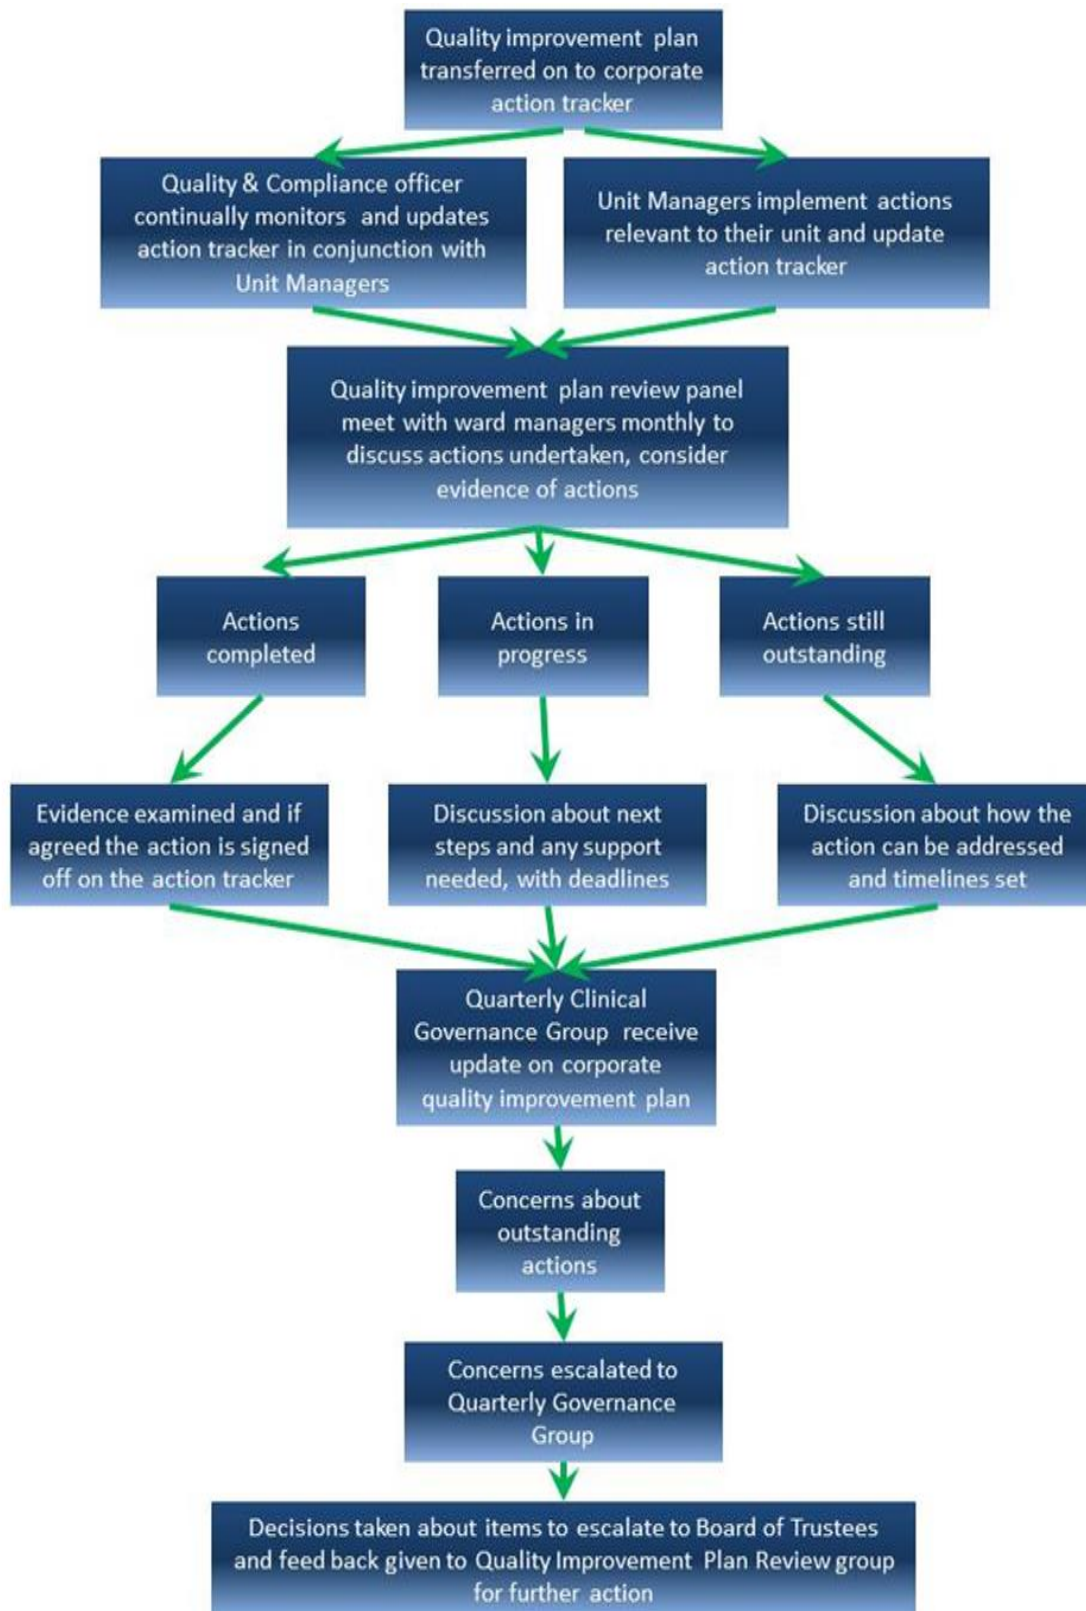 Quality improvement plan
transferred on to corporate
action tracker
Quality & Compliance officer
continually monitors and updates
action tracker in conjunction with
Unit Managers
Unit Managers implement actions
relevant to their unit and update
action tracker
Quality improvement plan review panel
meet with ward managers monthly to
discuss actions undertaken, consider
evidence of actions
Actions
completed
Actions in
progress
Actions still
outstanding
Evidence examined and if
agreed the action is signed
off on the action tracker
Discussion about next
steps and any support
needed, with deadlines
Discussion about how the
action can be addressed
and timelines set
Quarterly Clinical
Governance Group receive
update on corporate
quality improvement plan
Concerns about
outstanding
actions
Concerns escalated to
Quarterly Governance
Group
Decisions taken about items to escalate to Board of Trustees
and feed back given to Quality Improvement Plan Review group
for further action